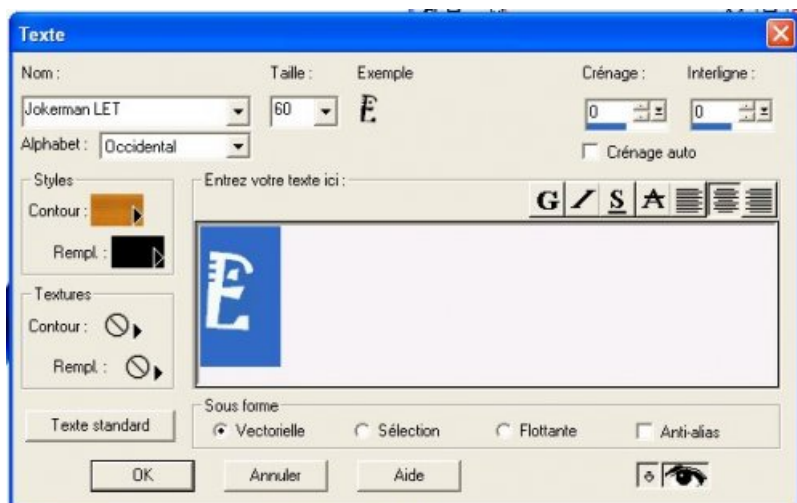 Texte
Nom : Taille : Exemple Crénage : Interligne :
Jokerman LET 60 E 0 0
Alphabet : Occidental Crénage auto
Styles Entrez votre texte ici :
G I S A
Contour :
Rempl. :
E
Textures
Contour :
Rempl. :
Sous forme
Texte standard Vectorielle Sélection Flottante Anti-alias
OK Annuler Aide